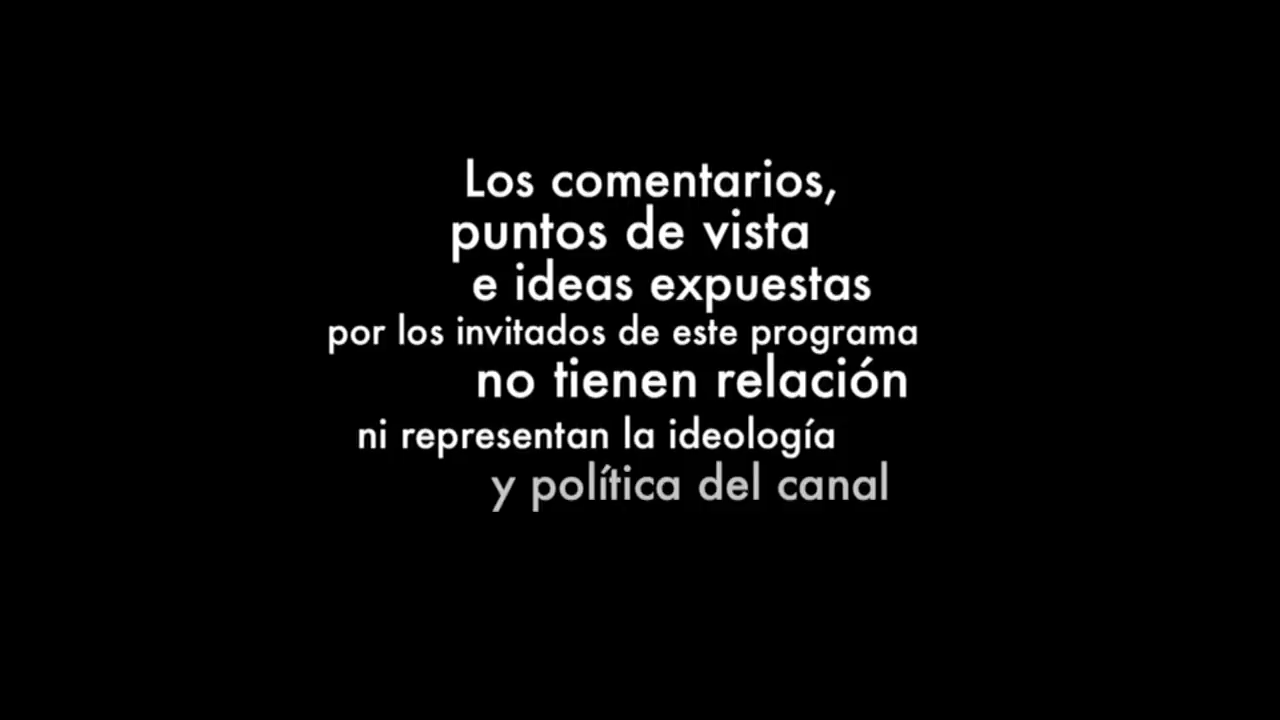 Los comentarios,
puntos de vista
e ideas expuestas
por los invitados de este programa
no tienen relación
ni representan la ideología
y política del canal